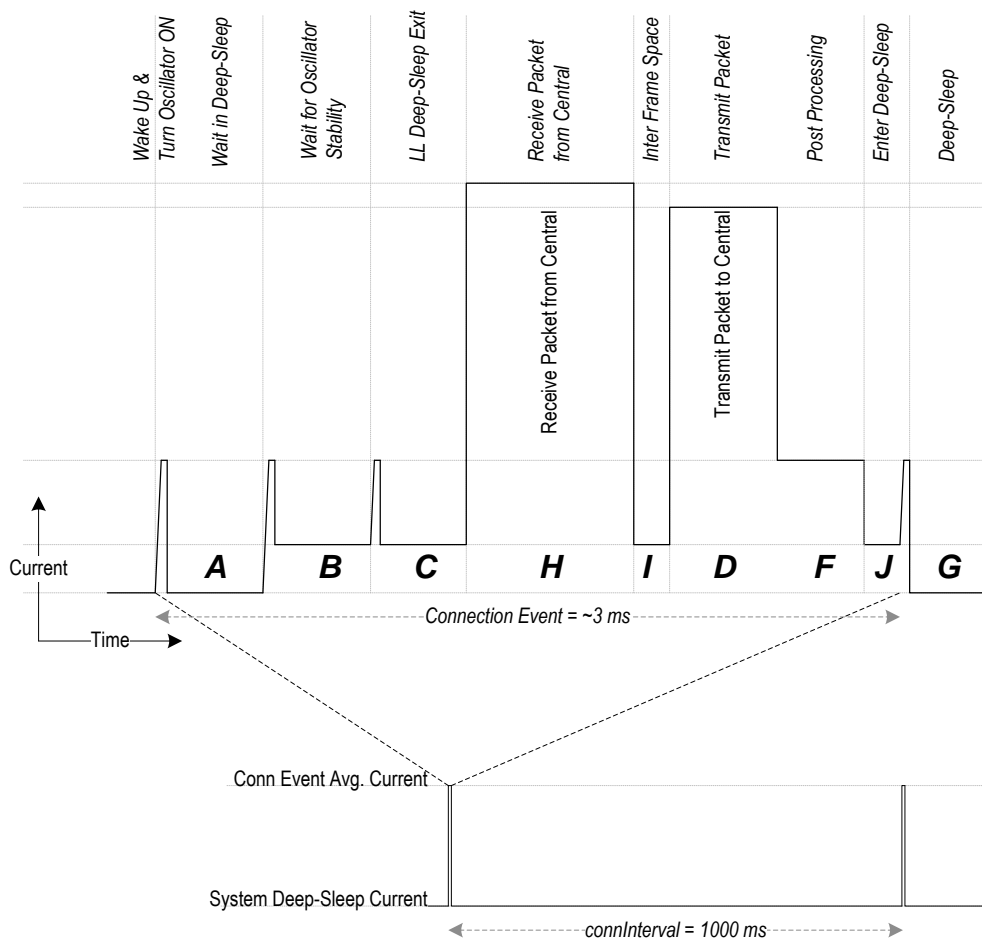 Wake Up &
Turn Oscillator ON
Wait in Deep-Sleep
Wait for Oscillator
Stability
LL Deep-Sleep Exit
Receive Packet
from Central
Inter Frame Space
Transmit Packet
Post Processing
Enter Deep-Sleep
Deep-Sleep
Receive Packet from Central
Transmit Packet to Central
Current
A
B
C
H
I
D
F
J
G
Connection Event = ~3 ms
Time
Conn Event Avg. Current
System Deep-Sleep Current
connInterval = 1000 ms